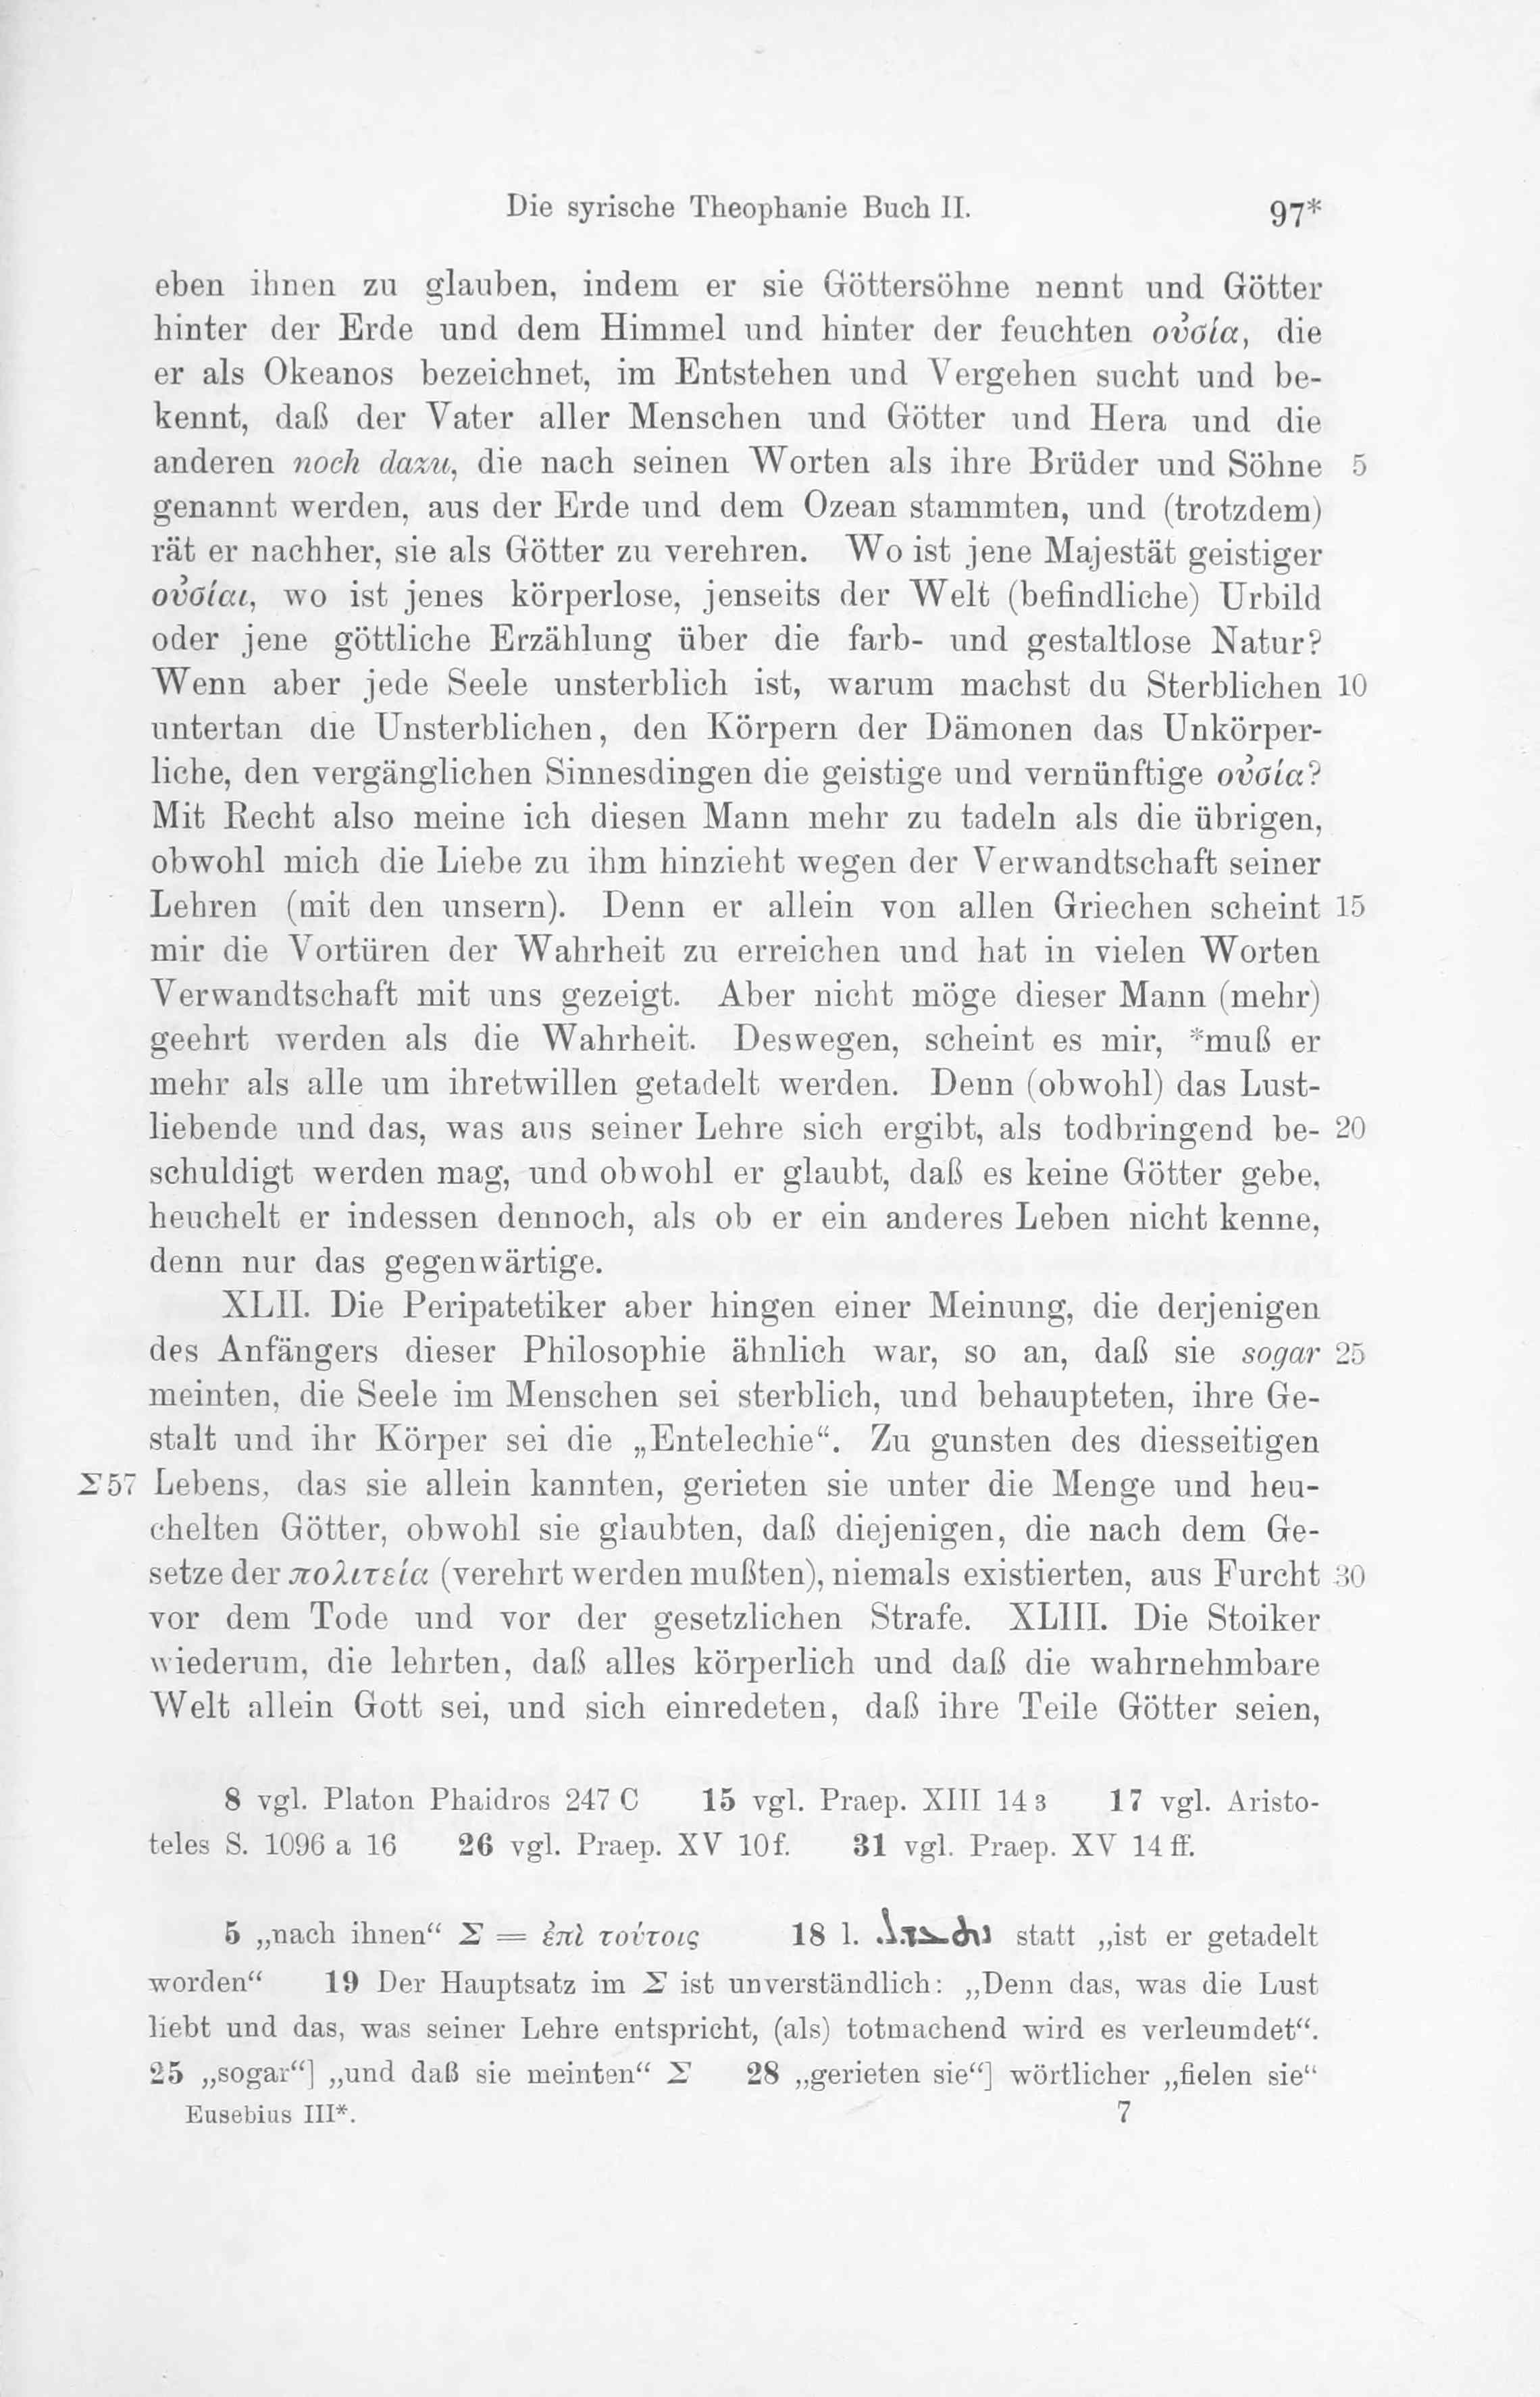 Die syrische Theophanie Buch II. 97*
eben ihnen zu glauben, indem er sie Göttersöhne nennt und Götter
hinter der Erde und dem Himmel und hinter der feuchten οὐσία, die
er als Okeanos bezeichnet, im Entstehen und Vergehen sucht und be-
kennt, daß der Vater aller Menschen und Götter und Hera und die
anderen noch dazu, die nach seinen Worten als ihre Brüder und Söhne 5
genannt werden, aus der Erde und dem Ozean stammten, und (trotzdem)
rät er nachher, sie als Götter zu verehren. Wo ist jene Majestät geistiger
οὐσίαι, wo ist jenes körperlose, jenseits der Welt (befindliche) Urbild
oder jene göttliche Erzählung über die farb- und gestaltlose Natur?
Wenn aber jede Seele unsterblich ist, warum machst du Sterblichen 10
untertan die Unsterblichen, den Körpern der Dämonen das Unkörper-
liche, den vergänglichen Sinnesdingen die geistige und vernünftige οὐσία?
Mit Recht also meine ich diesen Mann mehr zu tadeln als die übrigen,
obwohl mich die Liebe zu ihm hinzieht wegen der Verwandtschaft seiner
Lehren (mit den unsern). Denn er allein von allen Griechen scheint 15
mir die Vortüren der Wahrheit zu erreichen und hat in vielen Worten
Verwandtschaft mit uns gezeigt. Aber nicht möge dieser Mann (mehr)
geehrt werden als die Wahrheit. Deswegen, scheint es mir, *muß er
mehr als alle um ihretwillen getadelt werden. Denn (obwohl) das Lust-
liebende und das, was aus seiner Lehre sich ergibt, als todbringend be- 20
schuldigt werden mag, und obwohl er glaubt, daß es keine Götter gebe,
heuchelt er indessen dennoch, als ob er ein anderes Leben nicht kenne,
denn nur das gegenwärtige.
XLII. Die Peripatetiker aber hingen einer Meinung, die derjenigen
des Anfängers dieser Philosophie ähnlich war, so an, daß sie sogar 25
meinten, die Seele im Menschen sei sterblich, und behaupteten, ihre Ge-
stalt und ihr Körper sei die „Entelechie“. Zu gunsten des diesseitigen
Σ 57 Lebens, das sie allein kannten, gerieten sie unter die Menge und heu-
chelten Götter, obwohl sie glaubten, daß diejenigen, die nach dem Ge-
setze der πολιτεία (verehrt werden mußten), niemals existierten, aus Furcht 30
vor dem Tode und vor der gesetzlichen Strafe. XLIII. Die Stoiker
wiederum, die lehrten, daß alles körperlich und daß die wahrnehmbare
Welt allein Gott sei, und sich einredeten, daß ihre Teile Götter seien,
8 vgl. Platon Phaidros 247 C 15 vgl. Praep. XIII 14 3 17 vgl. Aristo-
teles S. 1096 a 16 26 vgl. Praep. XV 10 f. 31 vgl. Praep. XV 14 ff.
5 „nach ihnen“ Σ = ἐπὶ τούτοις 18 l. statt „ist er getadelt
worden“ 19 Der Hauptsatz im Σ ist unverständlich: „Denn das, was die Lust
liebt und das, was seiner Lehre entspricht, (als) totmachend wird es verleumdet“.
25 „sogar“] „und daß sie meinten“ Σ 28 „gerieten sie“] wörtlicher „fielen sie“
Eusebius III*. 7